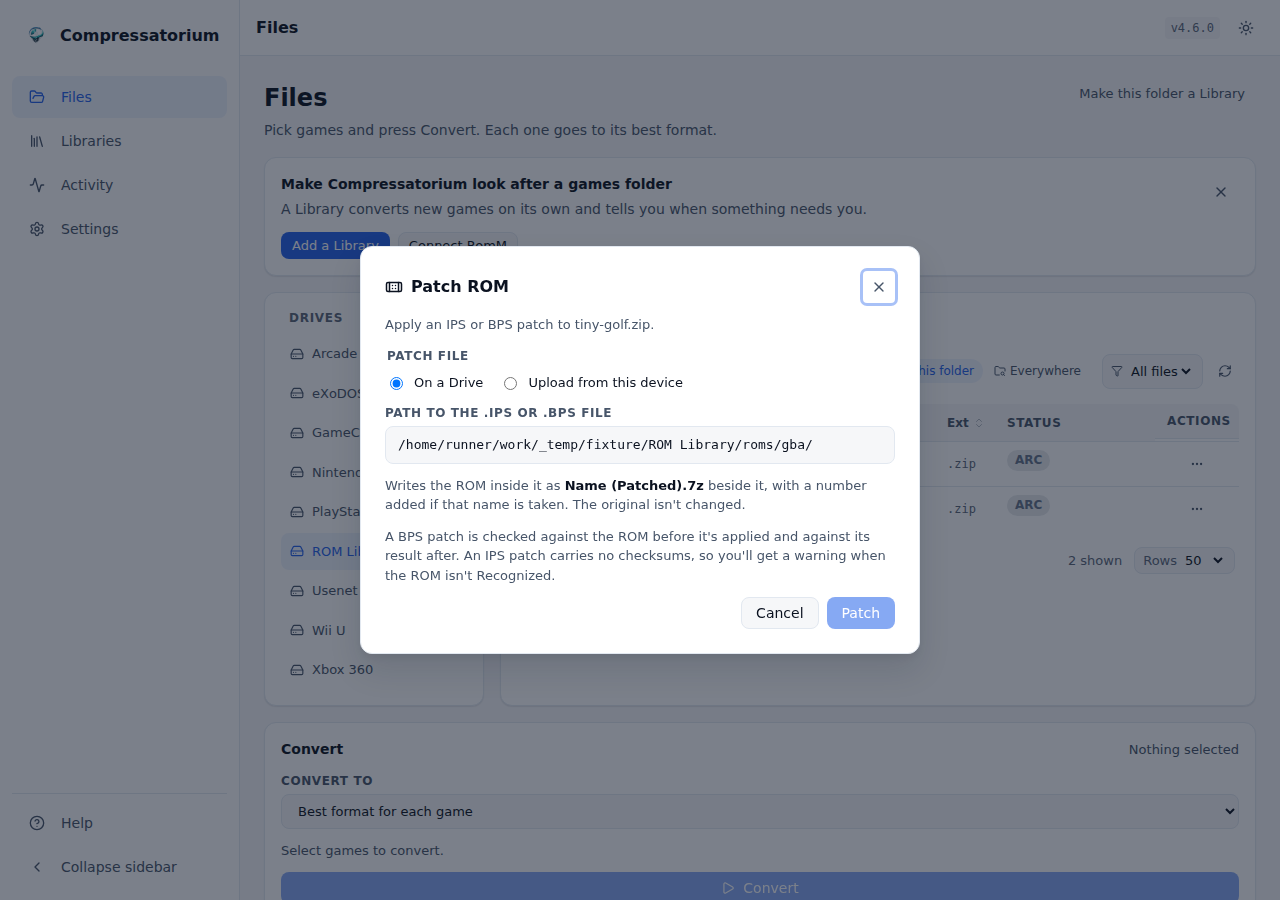 Compressatorium
Files
Libraries
Activity
Settings
Help
Collapse sidebar
Files
v4.6.0
Files
Make this folder a Library
Pick games and press Convert. Each one goes to its best format.
Make Compressatorium look after a games folder
A Library converts new games on its own and tells you when something needs you.
Add a Library
Connect RomM
DRIVES
Arcade
Usenet
Wii U
Xbox 360
folder
Everywhere
All files
Ext
STATUS
ACTIONS
.zip
ARC
.zip
ARC
2 shown
Rows 50
Patch ROM
Apply an IPS or BPS patch to tiny-golf.zip.
PATCH FILE
On a Drive
Upload from this device
PATH TO THE .IPS OR .BPS FILE
/home/runner/work/_temp/fixture/ROM Library/roms/gba/
Writes the ROM inside it as Name (Patched).7z beside it, with a number
added if that name is taken. The original isn't changed.
A BPS patch is checked against the ROM before it's applied and against its
result after. An IPS patch carries no checksums, so you'll get a warning when
the ROM isn't Recognized.
Cancel
Patch
Convert
Nothing selected
CONVERT TO
Best format for each game
Select games to convert.
Convert